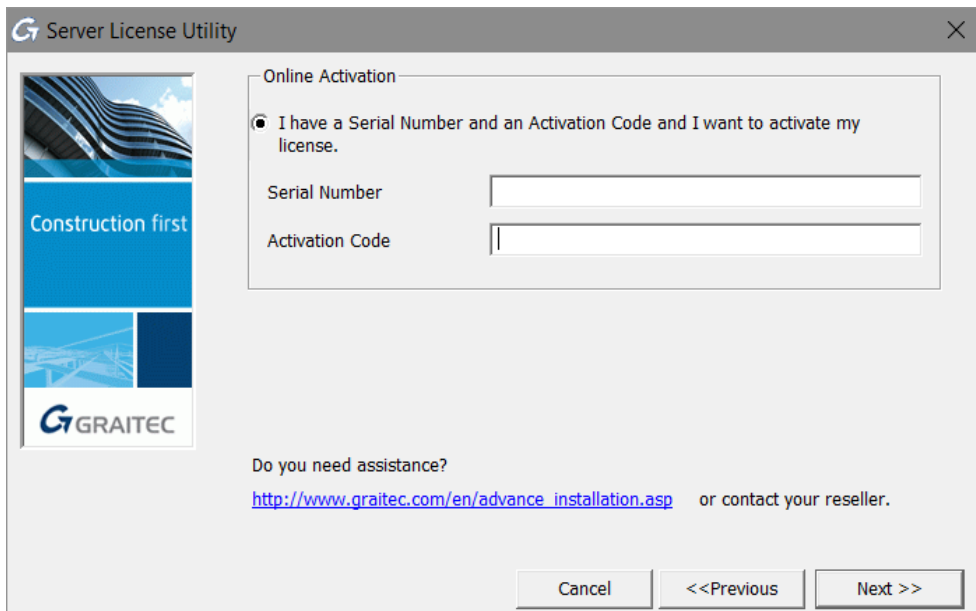 Server License Utility
Construction first
GRAITEC
Online Activation
I have a Serial Number and an Activation Code and I want to activate my
license.
Serial Number
Activation Code
Do you need assistance?
http://www.graitec.com/en/advance_installation.asp or contact your reseller.
Cancel <<Previous Next >>